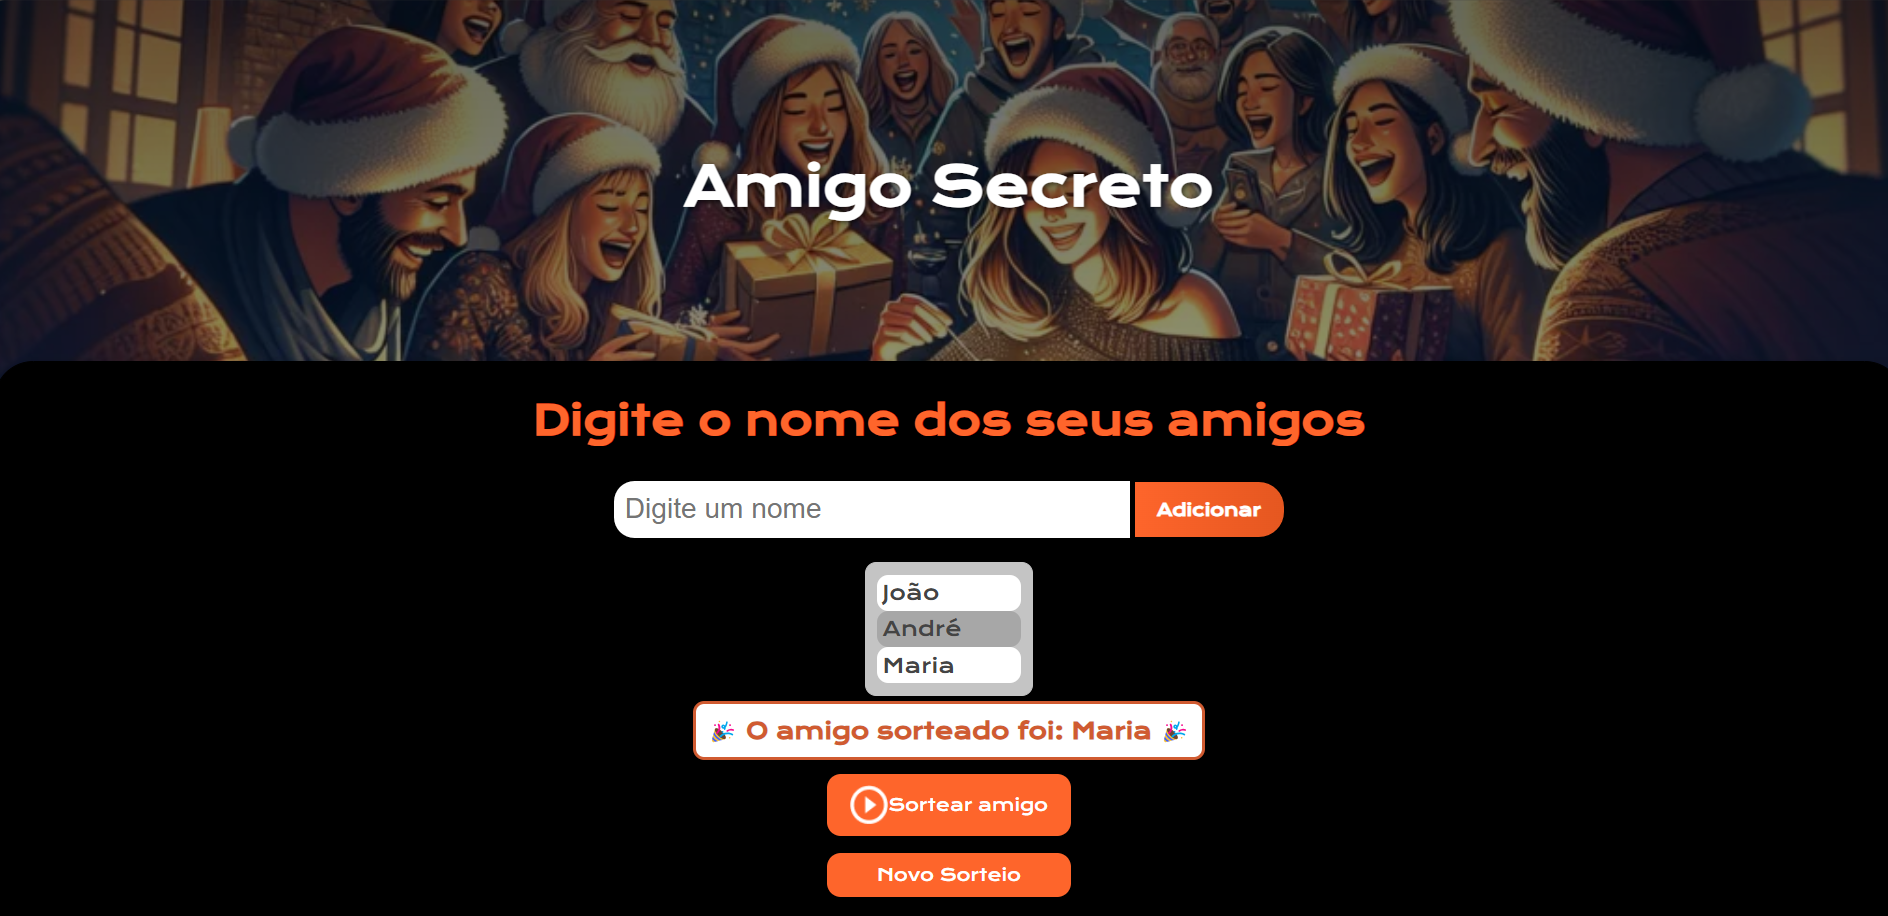 Amigo Secreto
Digite o nome dos seus amigos
Digite um nome
Adicionar
João
André
Maria
🎉 O amigo sorteado foi: Maria 🎉
Sortear amigo
Novo Sorteio